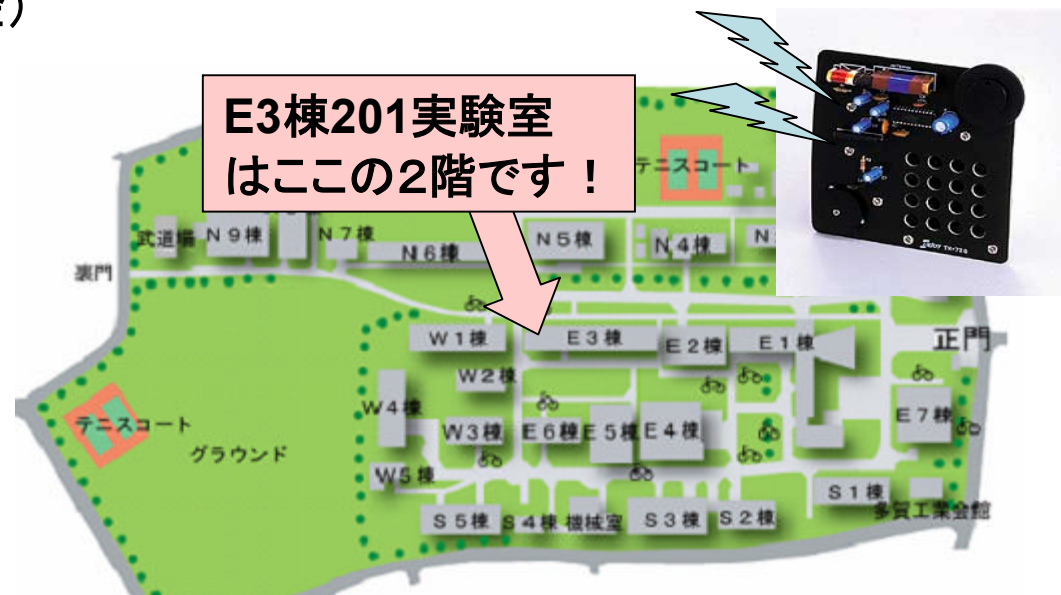 )
E3棟201実験室
はここの２階です！
テニスコート
武道場
N9棟
N7棟
N6棟
N5棟
N4棟
N
裏門
W1棟
E3棟
E2棟
E1棟
正門
W2棟
W4棟
テニスコート
グラウンド
W3棟
E6棟
E5棟
E4棟
E7棟
W5棟
S5棟
S4棟
機械室
S3棟
S2棟
S1棟
多賀工業会館